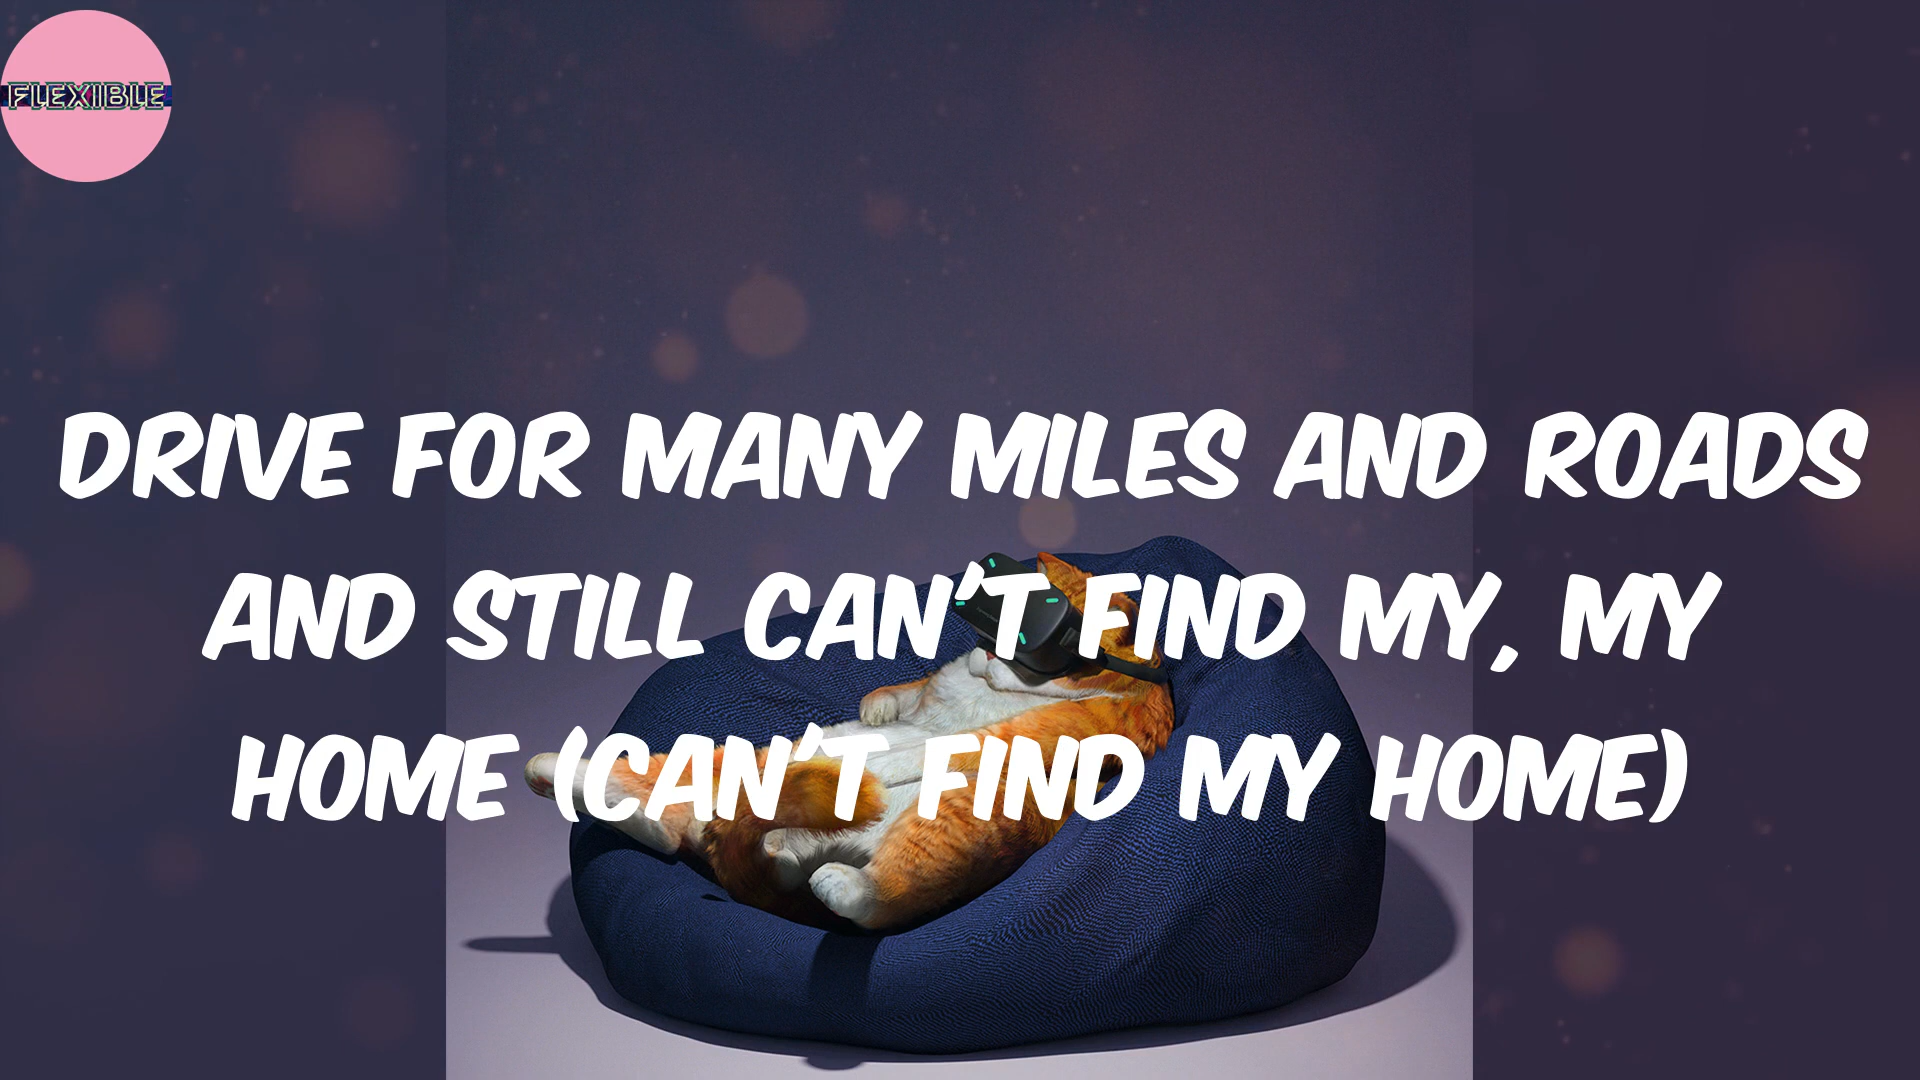 FLEXIBLE
DRIVE FOR MANY MILES AND ROADS
AND STILL CAN'T FIND MY, MY
HOME (CAN'T FIND MY HOME)